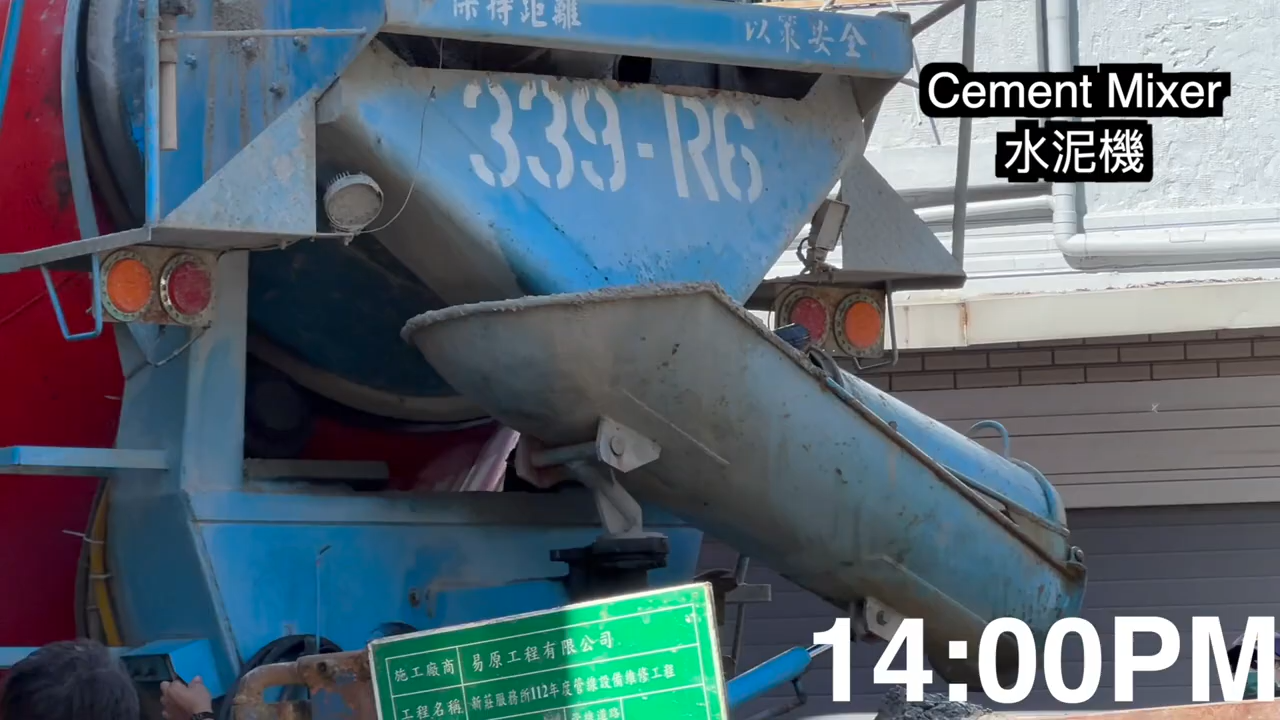 保持距離
以策安全
339-R6
Cement Mixer
水泥機
施工廠商 易原工程有限公司
工程名稱 新莊服務所112年度管線設備維修工程
14:00PM